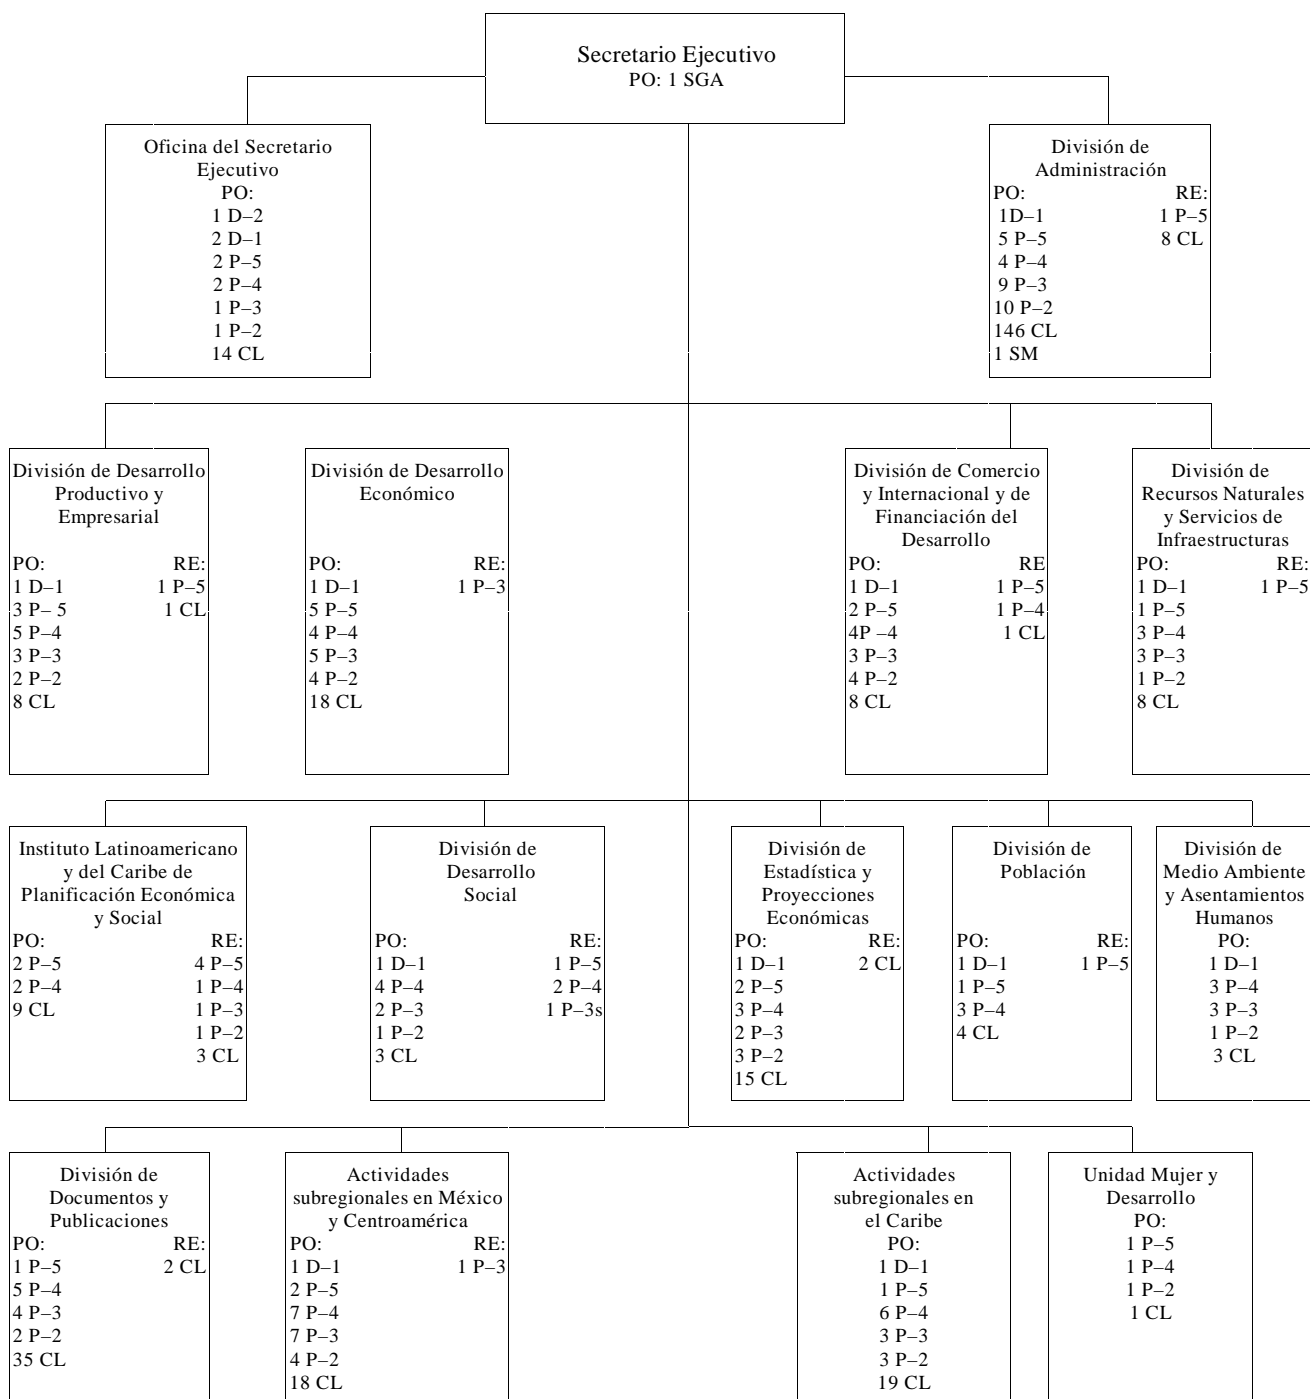 Secretario Ejecutivo
PO: 1 SGA
Oficina del Secretario
Ejecutivo
PO:
1 D–2
2 D–1
2 P–5
2 P–4
1 P–3
1 P–2
14 CL
División de
Administración
PO: RE:
1D–1 1 P–5
5 P–5 8 CL
4 P–4
9 P–3
10 P–2
146 CL
1 SM
División de Desarrollo
Productivo y
Empresarial
PO: RE:
1 D–1 1 P–5
3 P– 5 1 CL
5 P–4
3 P–3
2 P–2
8 CL
División de Desarrollo
Económico
PO: RE:
1 D–1 1 P–3
5 P–5
4 P–4
5 P–3
4 P–2
18 CL
División de Comercio
y Internacional y de
Financiación del
Desarrollo
PO: RE
1 D–1 1 P–5
2 P–5 1 P–4
4P –4 1 CL
3 P–3
4 P–2
8 CL
División de
Recursos Naturales
y Servicios de
Infraestructuras
PO: RE:
1 D–1 1 P–5
1 P–5
3 P–4
3 P–3
1 P–2
8 CL
Instituto Latinoamericano
y del Caribe de
Planificación Económica
y Social
PO: RE:
2 P–5 4 P–5
2 P–4 1 P–4
9 CL 1 P–3
1 P–2
3 CL
División de
Desarrollo
Social
PO: RE:
1 D–1 1 P–5
4 P–4 2 P–4
2 P–3 1 P–3s
1 P–2
3 CL
División de
Estadística y
Proyecciones
Económicas
PO: RE:
1 D–1 2 CL
2 P–5
3 P–4
2 P–3
3 P–2
15 CL
División de
Población
PO: RE:
1 D–1 1 P–5
1 P–5
3 P–4
4 CL
División de
Medio Ambiente
y Asentamientos
Humanos
PO:
1 D–1
3 P–4
3 P–3
1 P–2
3 CL
División de
Documentos y
Publicaciones
PO: RE:
1 P–5 2 CL
5 P–4
4 P–3
2 P–2
35 CL
Actividades
subregionales en México
y Centroamérica
PO: RE:
1 D–1 1 P–3
2 P–5
7 P–4
7 P–3
4 P–2
18 CL
Actividades
subregionales en
el Caribe
PO:
1 D–1
1 P–5
6 P–4
3 P–3
3 P–2
19 CL
Unidad Mujer y
Desarrollo
PO:
1 P–5
1 P–4
1 P–2
1 CL